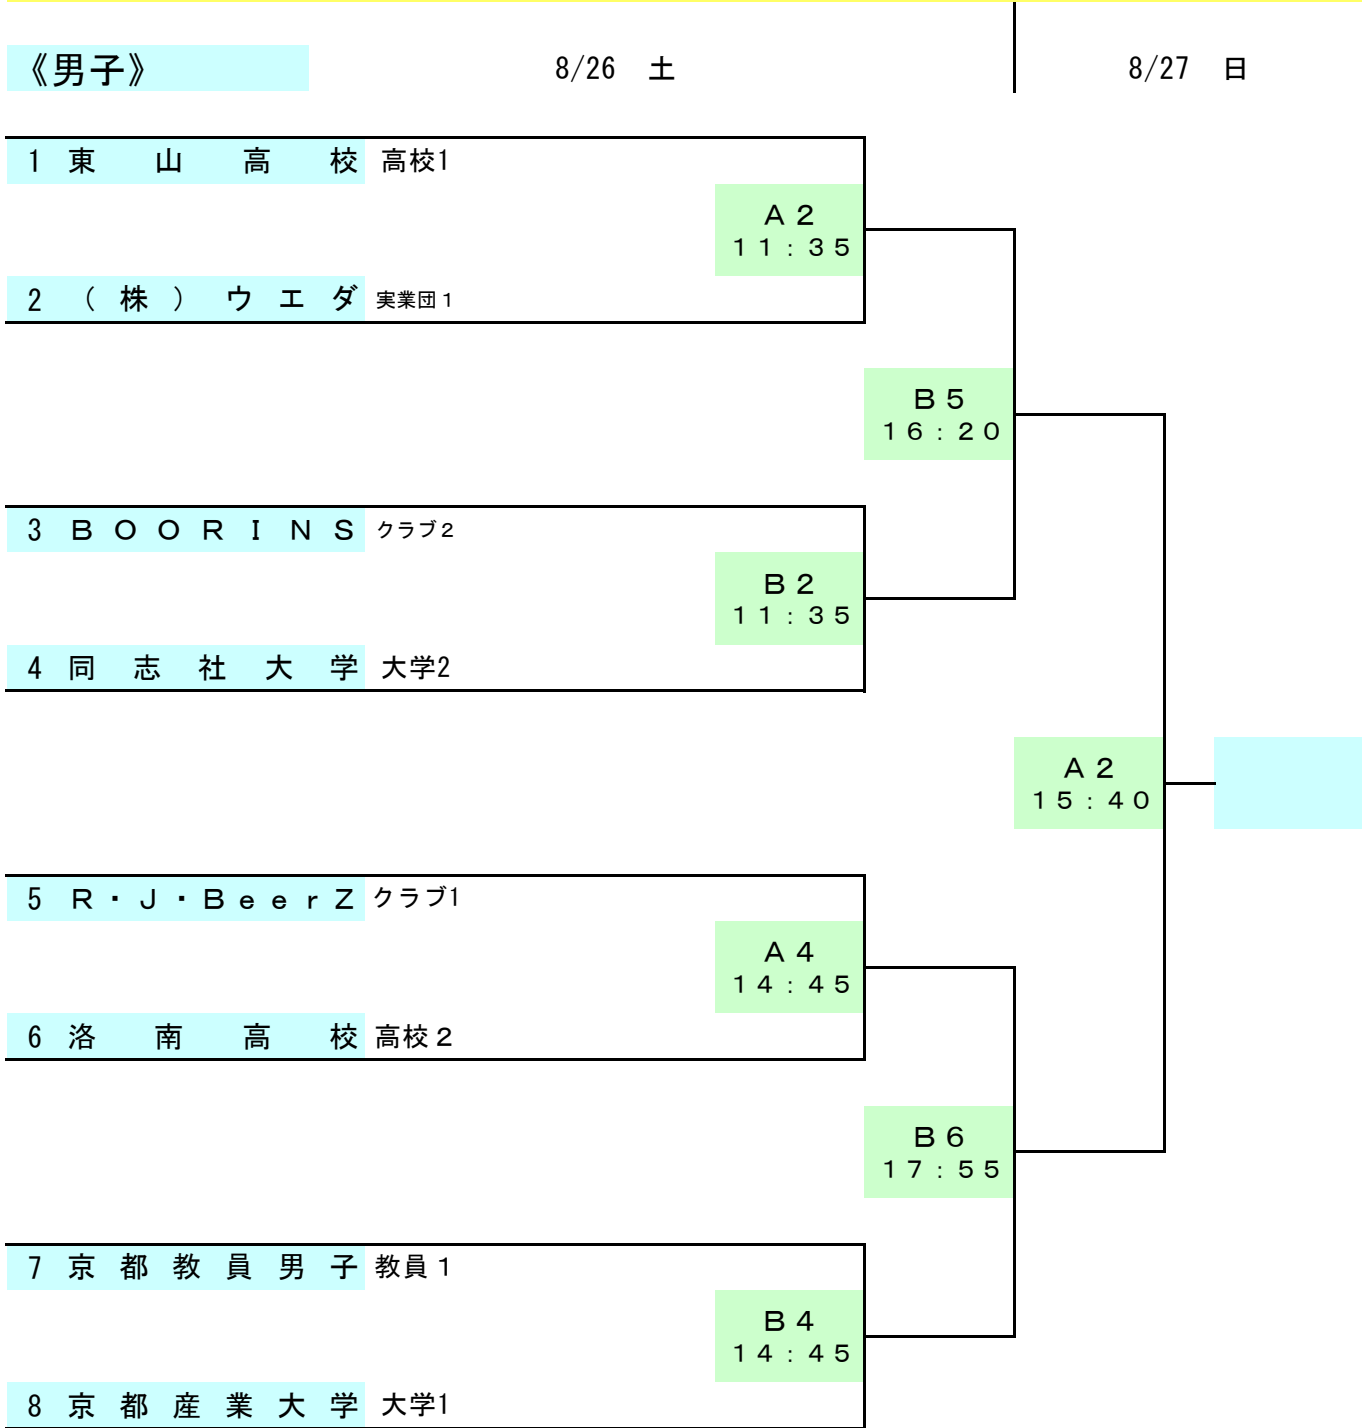 《男子》 8/26 土 8/27 日
1 東山高校 高校1
A2
11:35
2 (株)ウエダ 実業団1
B5
16:20
3 BOORINS クラブ2
B2
11:35
4 同志社大学 大学2
A2
15:40
5 R・J・BeerZ クラブ1
A4
14:45
6 洛南高校 高校2
B6
17:55
7 京都教員男子 教員1
B4
14:45
8 京都産業大学 大学1